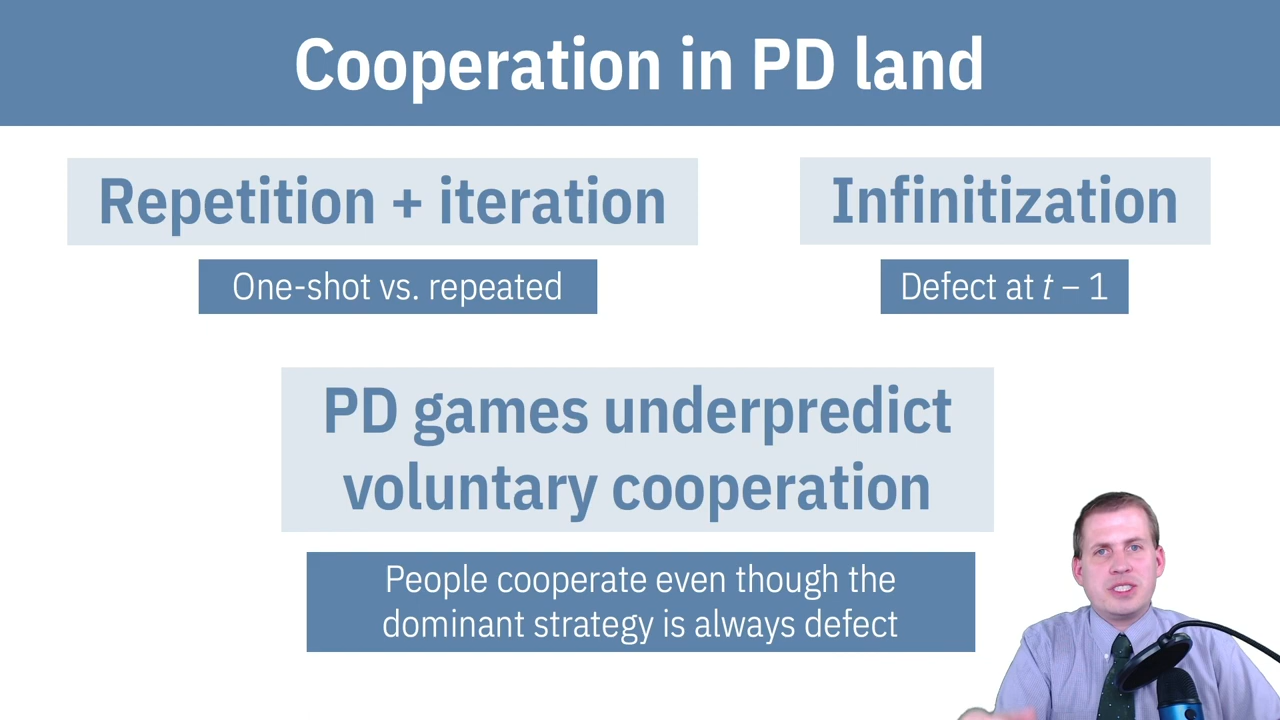 Cooperation in PD land
Repetition + iteration
One-shot vs. repeated
Infinitization
Defect at t – 1
PD games underpredict
voluntary cooperation
People cooperate even though the
dominant strategy is always defect